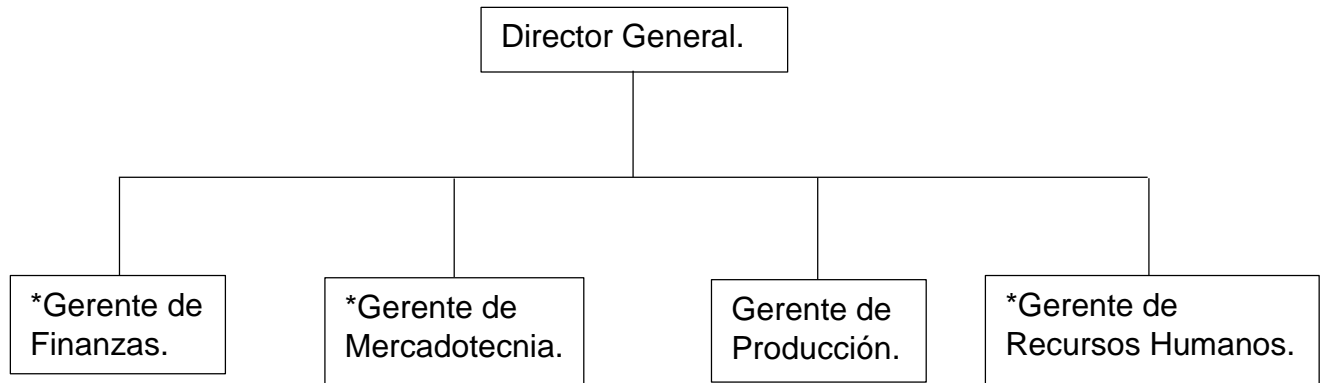 Director General.
*Gerente de
Finanzas.
*Gerente de
Mercadotecnia.
Gerente de
Producción.
*Gerente de
Recursos Humanos.